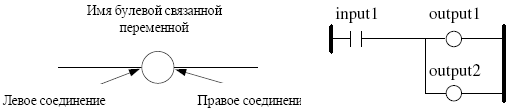 Имя булевой связанной
переменной
Левое соединение
Правое соединени
input1
output1
output2